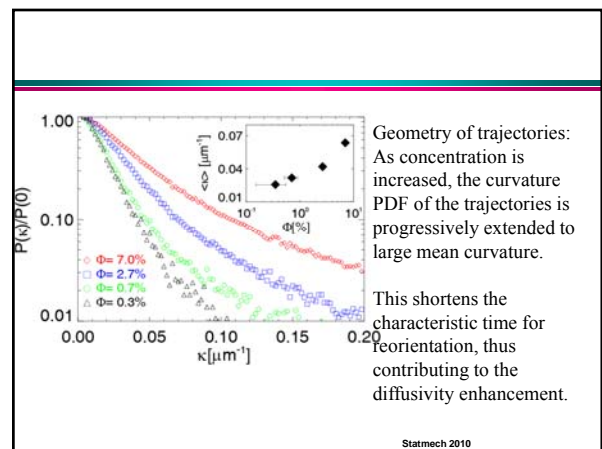 1.00
0.10
0.01
P(κ)/P(0)
0.00 0.05 0.10 0.15 0.20
κ[μm⁻¹]
Φ= 7.0%
Φ= 2.7%
Φ= 0.7%
Φ= 0.3%
0.07
0.04
0.01
<κ> [μm⁻¹]
10⁻¹ 10⁰ 10¹
Φ[%]
Geometry of trajectories:
As concentration is
increased, the curvature
PDF of the trajectories is
progressively extended to
large mean curvature.
This shortens the
characteristic time for
reorientation, thus
contributing to the
diffusivity enhancement.
Statmech 2010